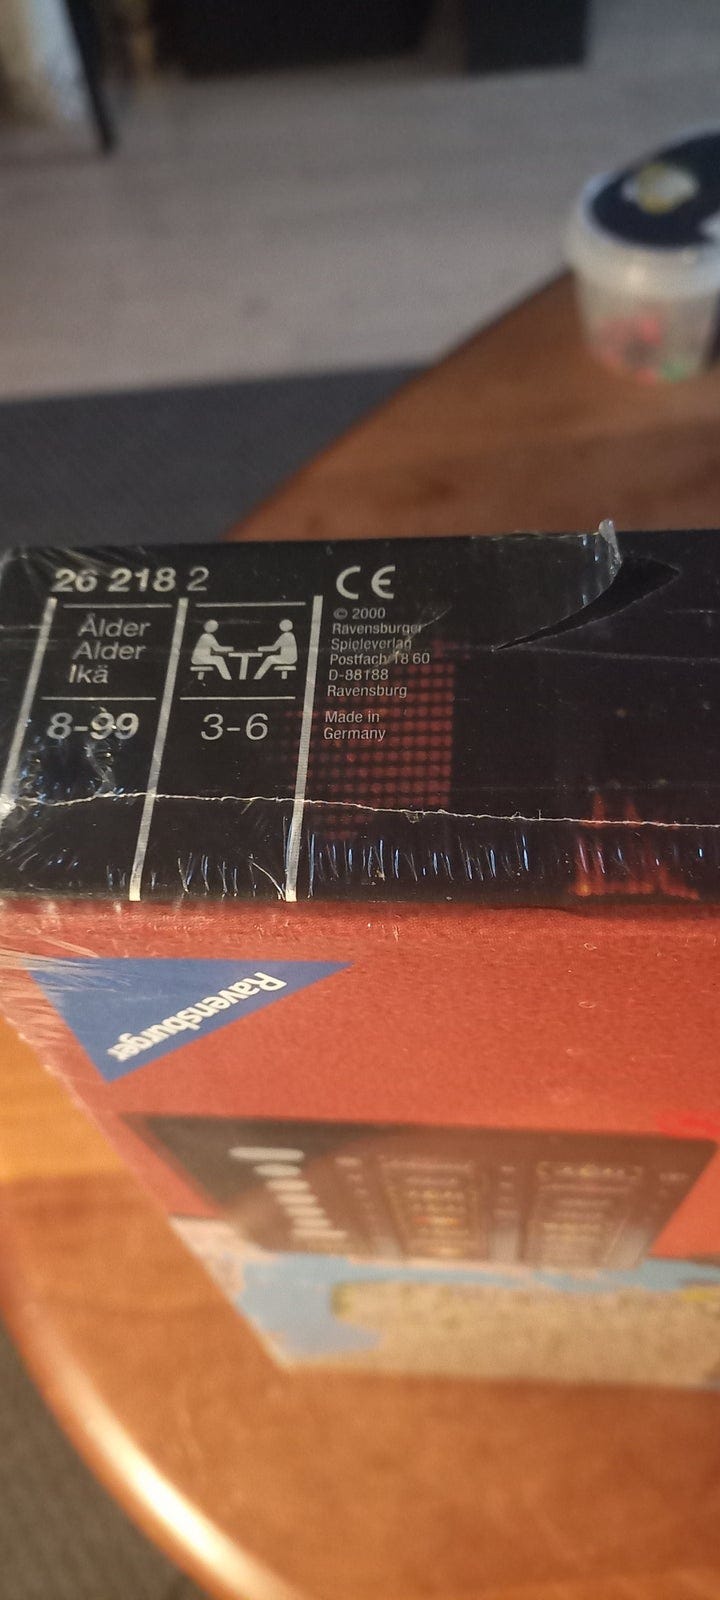 26 218 2
Ålder
Alder
Ikä
8-99
3-6
CE
© 2000
Ravensburger
Spieleverlag
Postfach 18 60
D-88188
Ravensburg
Made in
Germany
Ravensburger